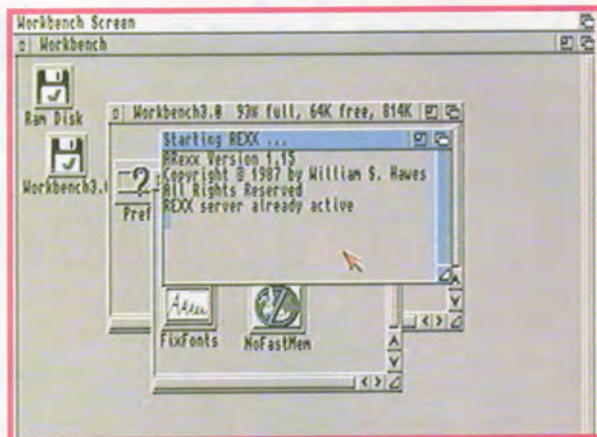 Workbench Screen
Workbench
Ram Disk
Workbench3.0 93% full, 64K free, 814K
Starting REXX ...
ARexx Version 1.15
Copyright © 1987 by William S. Hawes
All Rights Reserved
REXX server already active
Workbench3.
Pref
FixFonts
NoFastMem